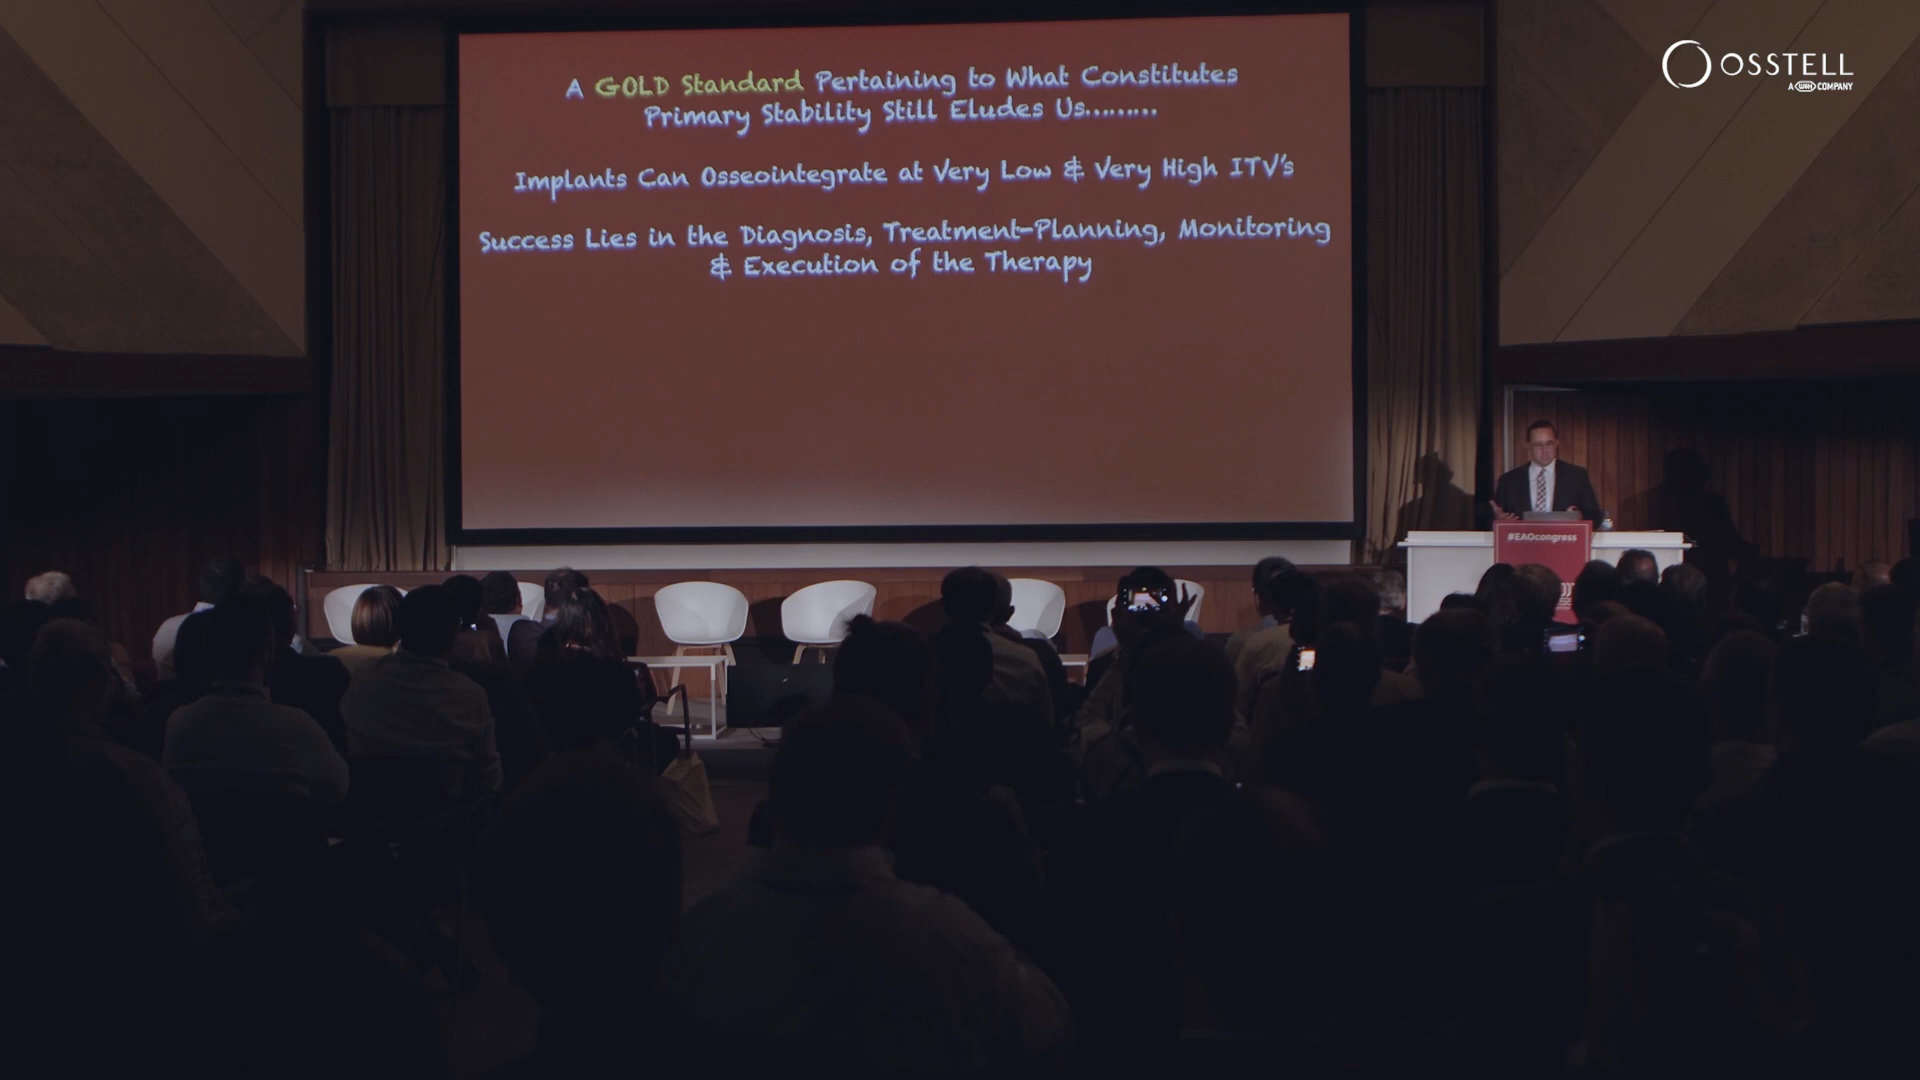 A GOLD Standard Pertaining to What Constitutes
Primary Stability Still Eludes Us.........
Implants Can Osseointegrate at Very Low & Very High ITV's
Success Lies in the Diagnosis, Treatment-Planning, Monitoring
& Execution of the Therapy
OSSTELL
A W&H COMPANY
#EAOcongress